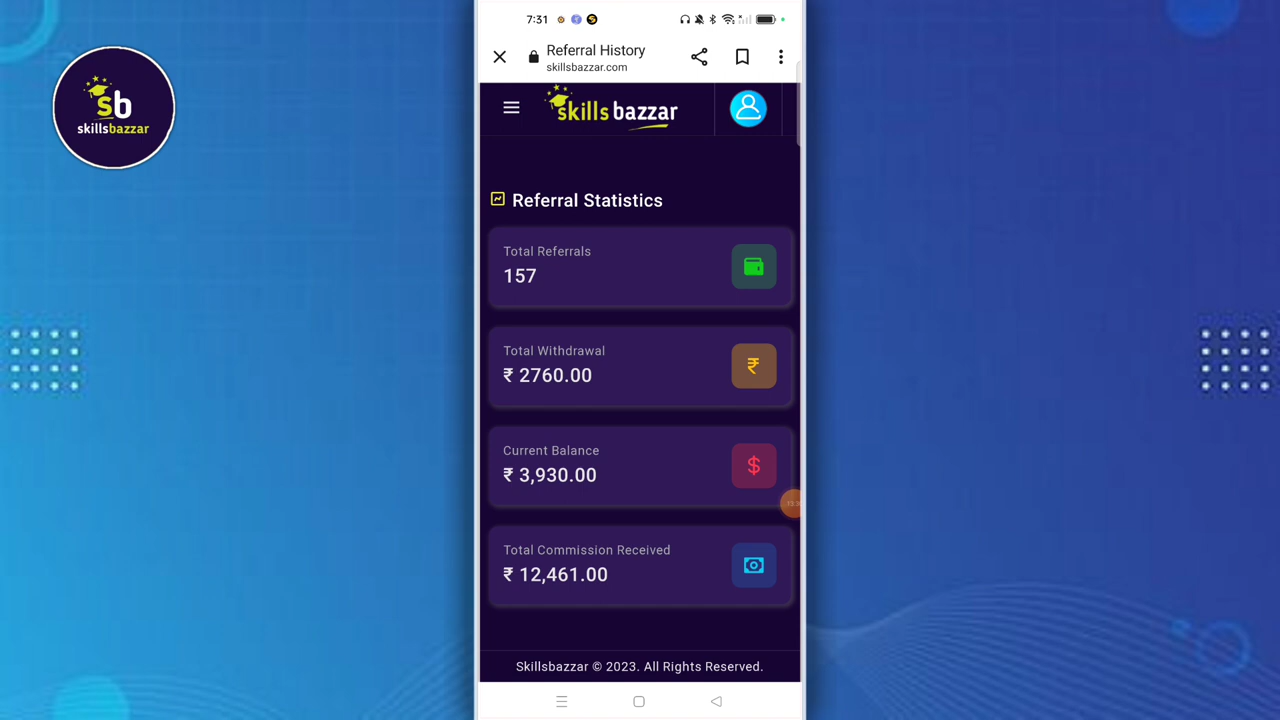 sb
skillsbazzar
7:31
Referral History
skillsbazzar.com
skills bazzar
Referral Statistics
Total Referrals
157
Total Withdrawal
₹ 2760.00
₹
Current Balance
₹ 3,930.00
$
Total Commission Received
₹ 12,461.00
Skillsbazzar © 2023. All Rights Reserved.